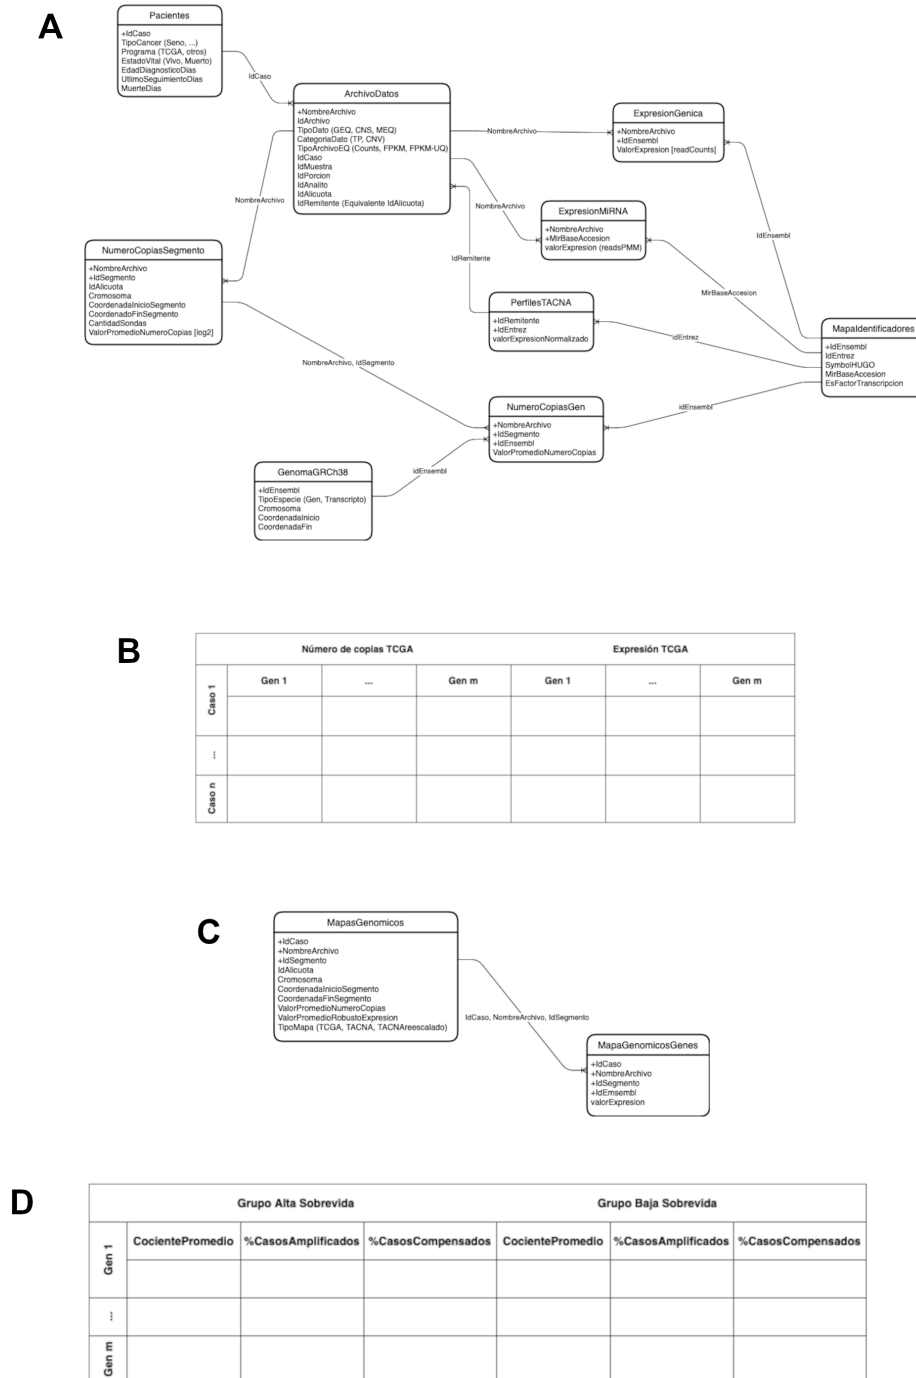 A
Pacientes
+IdCaso
TipoCancer (Seno, ...)
Programa (TCGA, otros)
EstadoVital (Vivo, Muerto)
EdadDiagnosticoDias
UtlimoSeguimientoDias
MuerteDias
IdCaso
ArchivoDatos
+NombreArchivo
IdArchivo
TipoDato (GEQ, CNS, MEQ)
CategoriaDato (TP, CNV)
TipoArchivoEQ (Counts, FPKM, FPKM-UQ)
IdCaso
IdMuestra
IdPorcion
IdAnalito
IdAlicuota
IdRemitente (Equivalente IdAlicuota)
NombreArchivo
ExpresionGenica
+NombreArchivo
+IdEnsembl
ValorExpresion [readCounts]
NombreArchivo
NombreArchivo
ExpresionMiRNA
+NombreArchivo
+MirBaseAccesion
valorExpresion (readsPMM)
IdEnsembl
NumeroCopiasSegmento
+NombreArchivo
+IdSegmento
IdAlicuota
Cromosoma
CoordenadaInicioSegmento
CoordenadoFinSegmento
CantidadSondas
ValorPromedioNumeroCopias [log2]
IdRemitente
MirBaseAccesion
PerfilesTACNA
+IdRemitente
+IdEntrez
valorExpresionNormalizado
idEntrez
MapaIdentificadores
+IdEnsembl
IdEntrez
SymbolHUGO
MirBaseAccesion
EsFactorTranscripcion
NombreArchivo, IdSegmento
NumeroCopiasGen
+NombreArchivo
+IdSegmento
+IdEnsembl
ValorPromedioNumeroCopias
idEnsembl
GenomaGRCh38
+IdEnsembl
TipoEspecie (Gen, Transcripto)
Cromosoma
CoordenadaInicio
CoordenadaFin
idEnsembl
B
Número de copias TCGA Expresión TCGA
Gen 1 ... Gen m Gen 1 ... Gen m
Caso 1
...
Caso n
C
MapasGenomicos
+IdCaso
+NombreArchivo
+IdSegmento
IdAlicuota
Cromosoma
CoordenadaInicioSegmento
CoordenadaFinSegmento
ValorPromedioNumeroCopias
ValorPromedioRobustoExpresion
TipoMapa (TCGA, TACNA, TACNAreescalado)
IdCaso, NombreArchivo, IdSegmento
MapaGenomicosGenes
+IdCaso
+NombreArchivo
+IdSegmento
+IdEmsembl
valorExpresion
D
Grupo Alta Sobrevida Grupo Baja Sobrevida
CocientePromedio %CasosAmplificados %CasosCompensados CocientePromedio %CasosAmplificados %CasosCompensados
Gen 1
...
Gen m